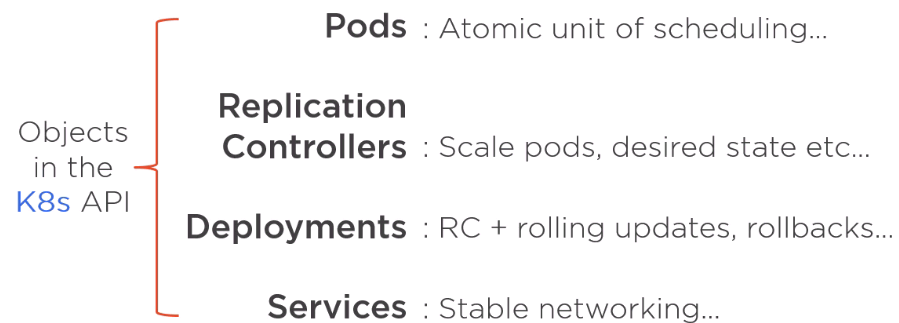 Objects
in the
K8s API
Pods : Atomic unit of scheduling...
Replication
Controllers : Scale pods, desired state etc...
Deployments : RC + rolling updates, rollbacks...
Services : Stable networking...